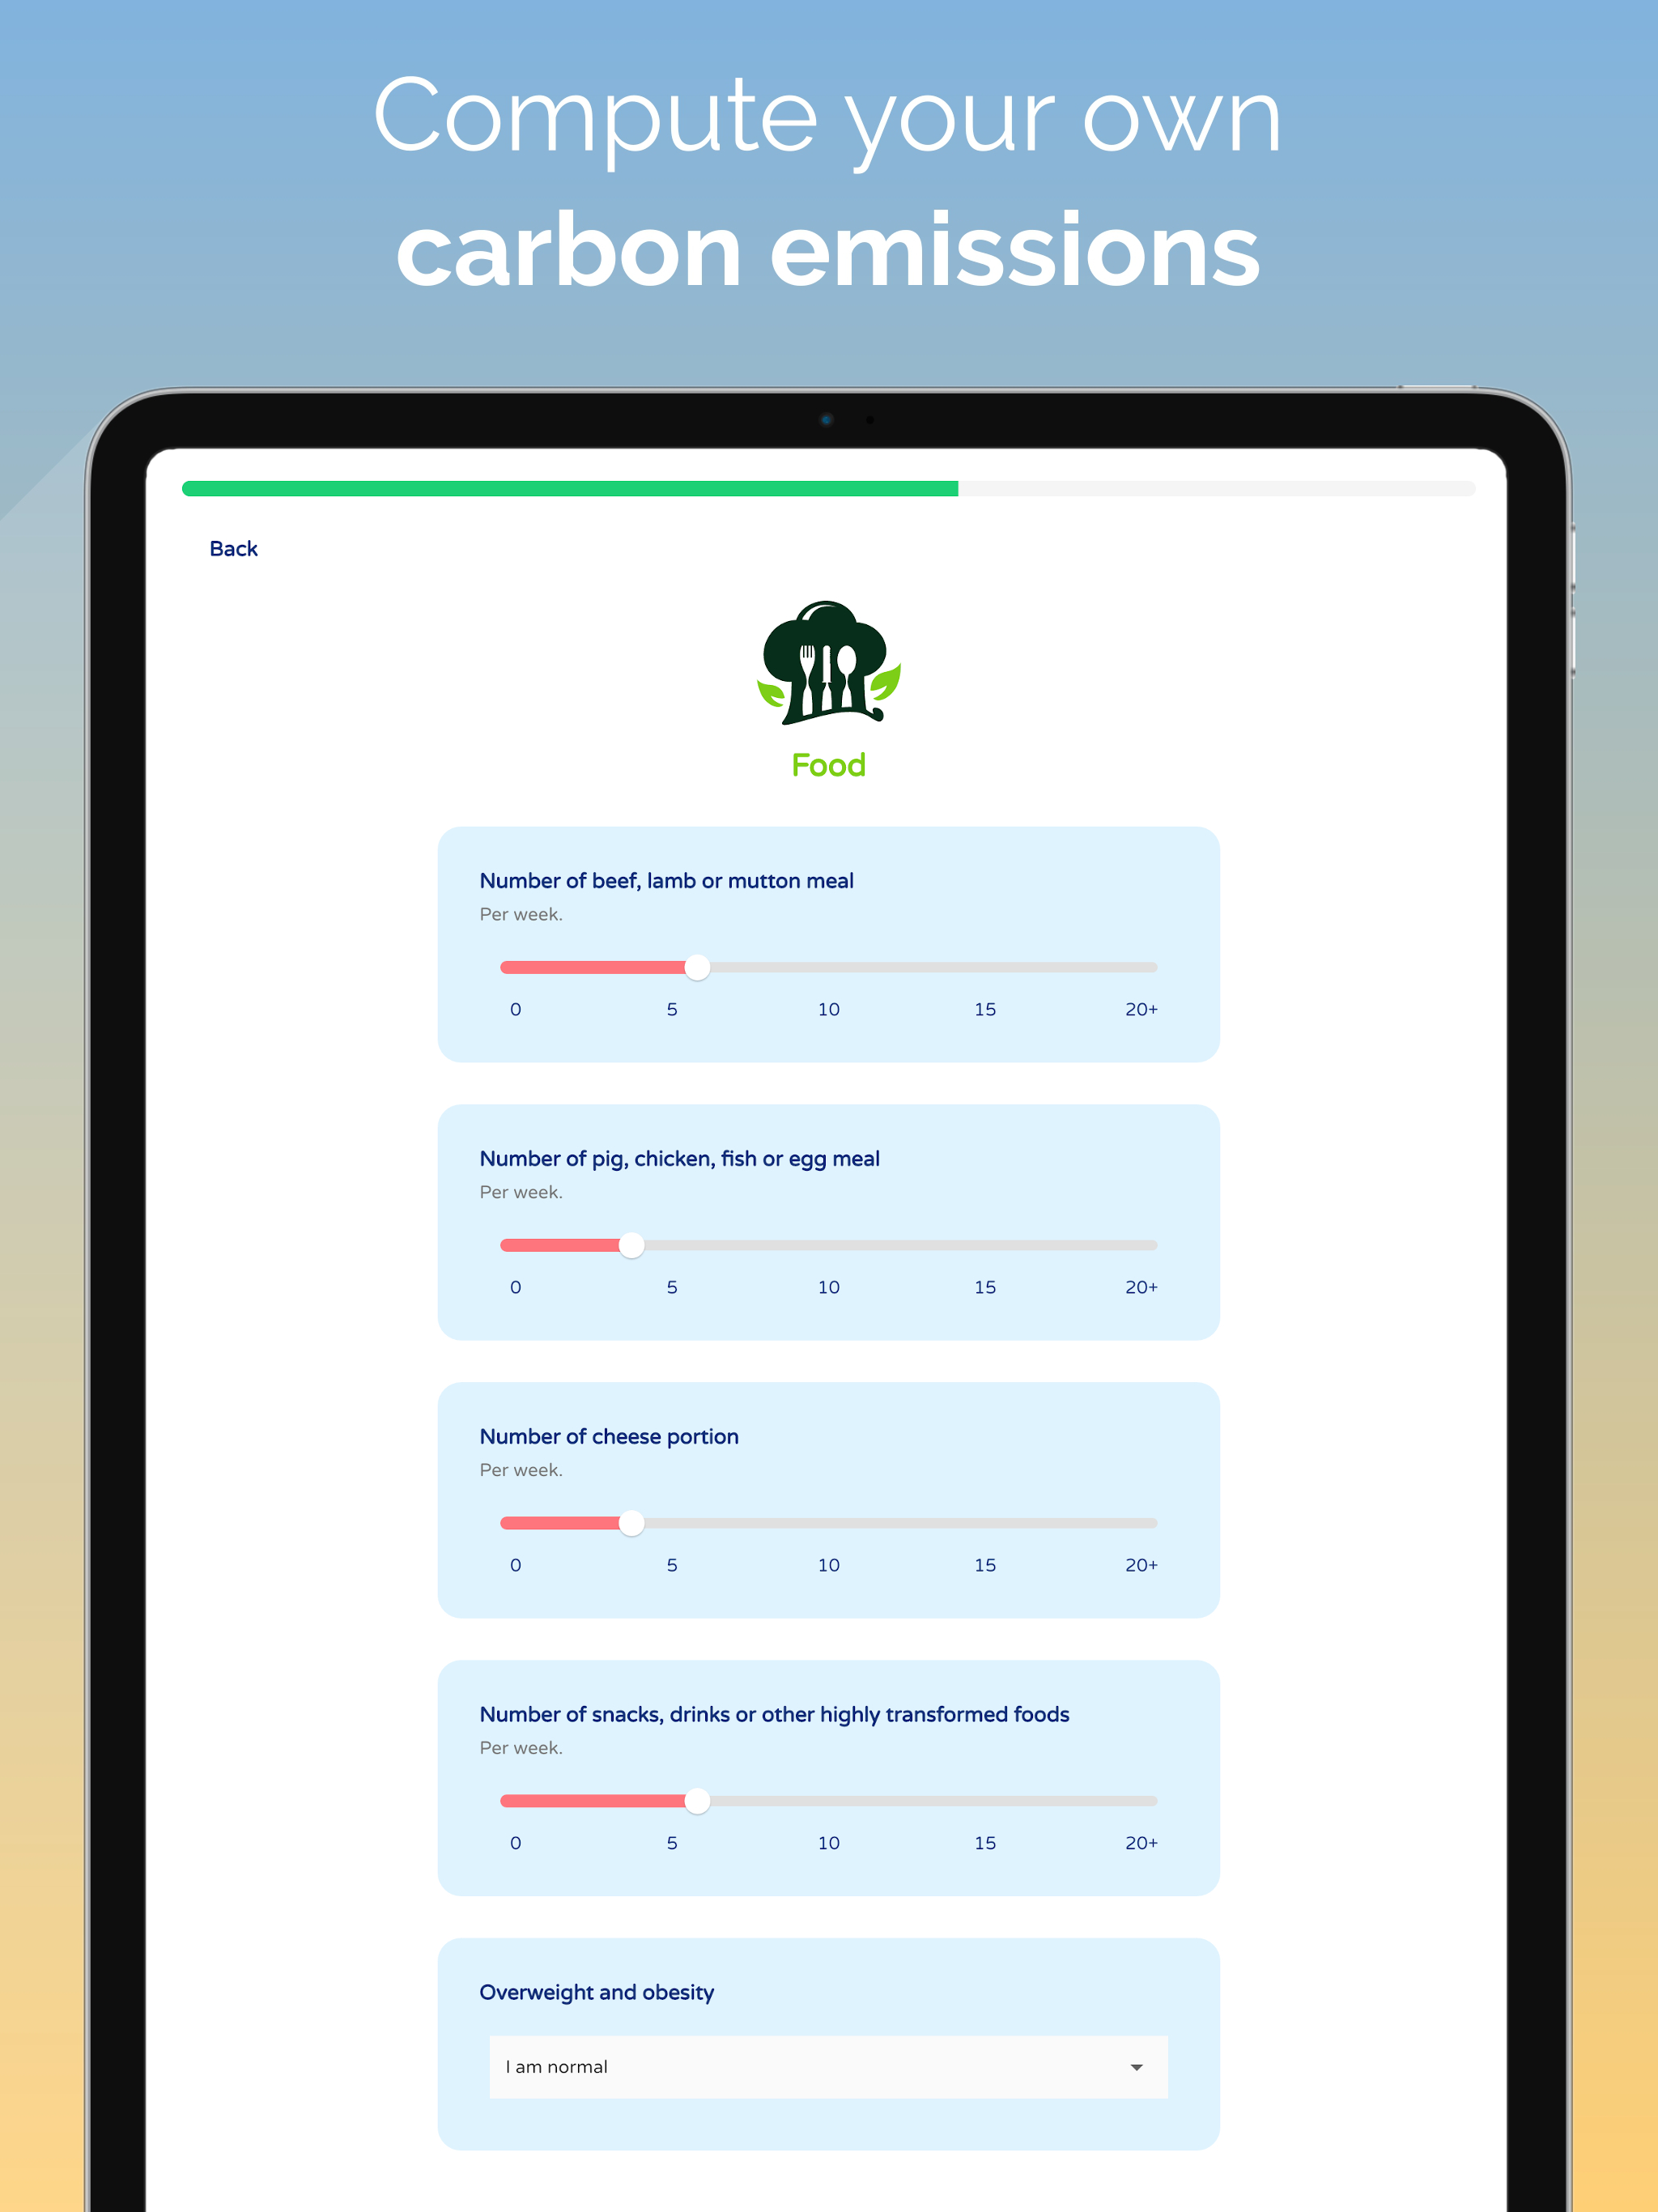 Compute your own
carbon emissions
Back
Food
Number of beef, lamb or mutton meal
Per week.
0 5 10 15 20+
Number of pig, chicken, fish or egg meal
Per week.
0 5 10 15 20+
Number of cheese portion
Per week.
0 5 10 15 20+
Number of snacks, drinks or other highly transformed foods
Per week.
0 5 10 15 20+
Overweight and obesity
I am normal